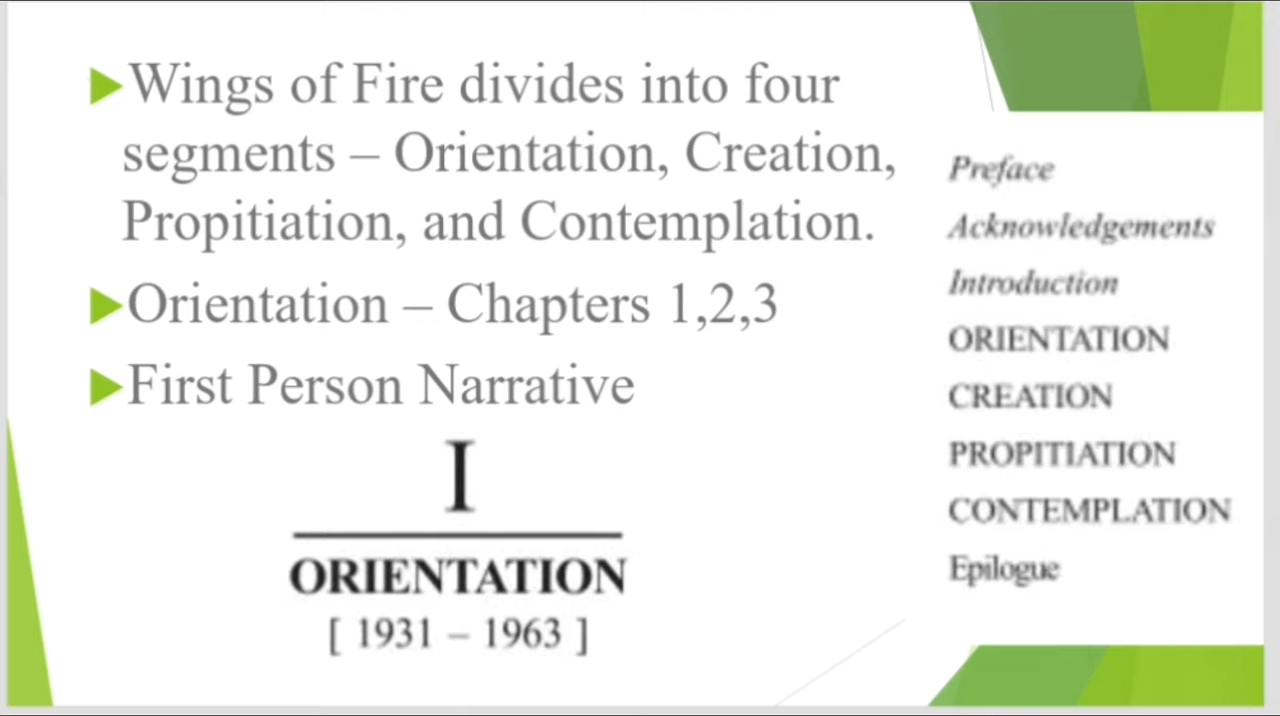 Wings of Fire divides into four
segments – Orientation, Creation,
Propitiation, and Contemplation.
Orientation – Chapters 1,2,3
First Person Narrative
I
ORIENTATION
[ 1931 – 1963 ]
Preface
Acknowledgements
Introduction
ORIENTATION
CREATION
PROPITIATION
CONTEMPLATION
Epilogue